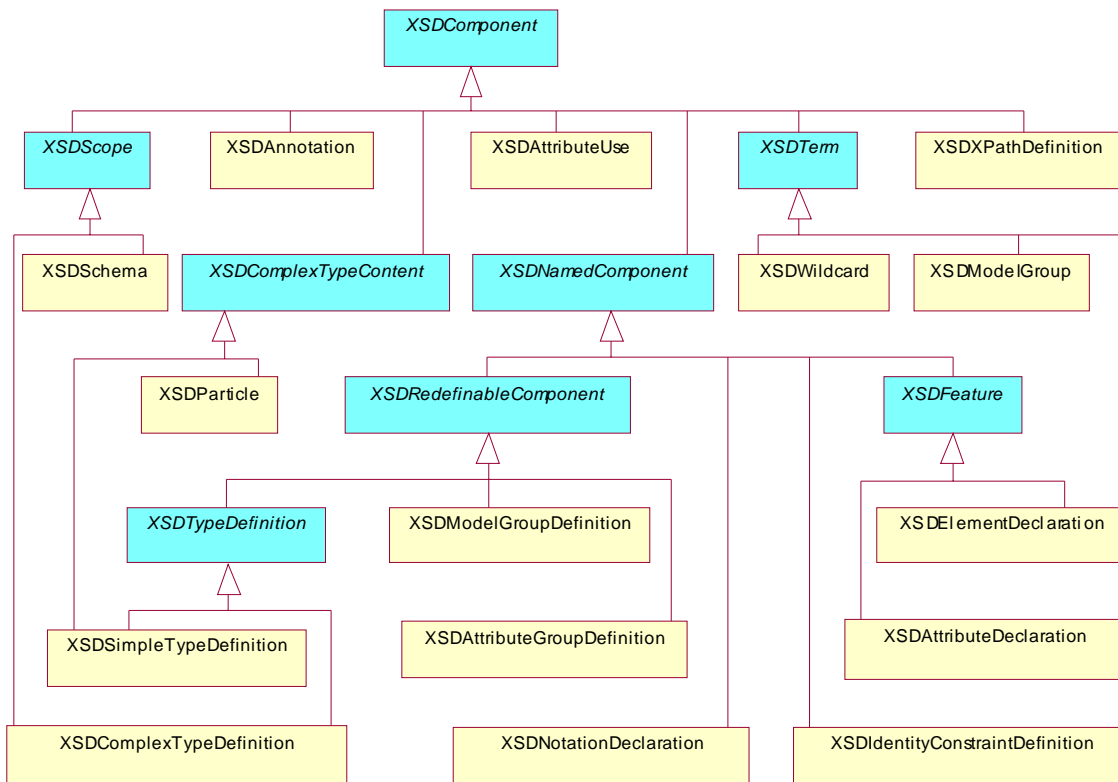 XSDComponent
XSDScope
XSDAnnotation
XSDAttributeUse
XSDTerm
XSDXPathDefinition
XSDSchema
XSDComplexTypeContent
XSDNamedComponent
XSDWildcard
XSDModelGroup
XSDParticle
XSDRedefinableComponent
XSDFeature
XSDTypeDefinition
XSDModelGroupDefinition
XSDElementDeclaration
XSDSimpleTypeDefinition
XSDAttributeGroupDefinition
XSDAttributeDeclaration
XSDComplexTypeDefinition
XSDNotationDeclaration
XSDIdentityConstraintDefinition